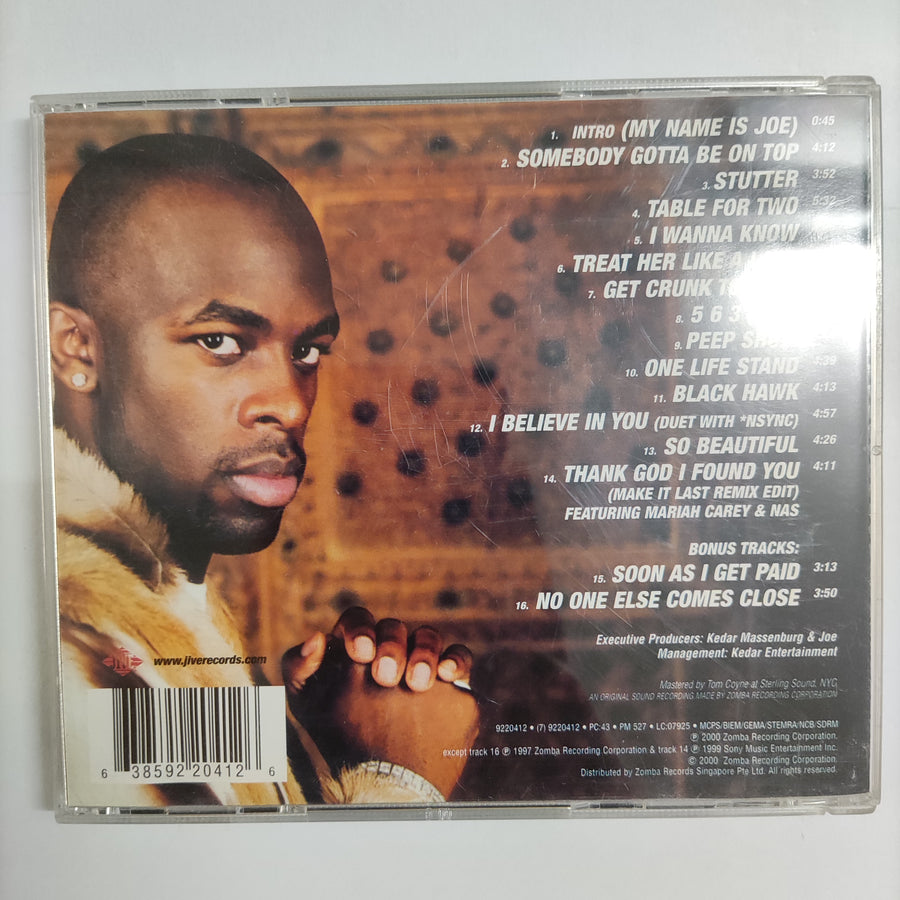 1. INTRO (MY NAME IS JOE) 0:45
2. SOMEBODY GOTTA BE ON TOP 4:12
3. STUTTER 3:52
4. TABLE FOR TWO 5:32
5. I WANNA KNOW
6. TREAT HER LIKE A
7. GET CRUNK
8. 5 6 3
9. PEEP
10. ONE LIFE STAND
11. BLACK HAWK 4:13
12. I BELIEVE IN YOU (DUET WITH *NSYNC) 4:57
13. SO BEAUTIFUL 4:26
14. THANK GOD I FOUND YOU 4:11
(MAKE IT LAST REMIX EDIT)
FEATURING MARIAH CAREY & NAS
BONUS TRACKS:
15. SOON AS I GET PAID 3:13
16. NO ONE ELSE COMES CLOSE 3:50
Executive Producers: Kedar Massenburg & Joe
Management: Kedar Entertainment
JIVE www.jiverecords.com
Mastered by Tom Coyne at Sterling Sound, NYC
AN ORIGINAL SOUND RECORDING MADE BY ZOMBA RECORDING CORPORATION
9220412 • (7) 9220412 • PC: 43 • PM 527 • LC:07925 • MCPS/BIEM/GEMA/STEMRA/NCB/SDRM
℗ 2000 Zomba Recording Corporation.
except track 16 ℗ 1997 Zomba Recording Corporation & track 14 ℗ 1999 Sony Music Entertainment Inc.
© 2000 Zomba Recording Corporation.
Distributed by Zomba Records Singapore Pte Ltd. All rights reserved.
6 38592 20412 6